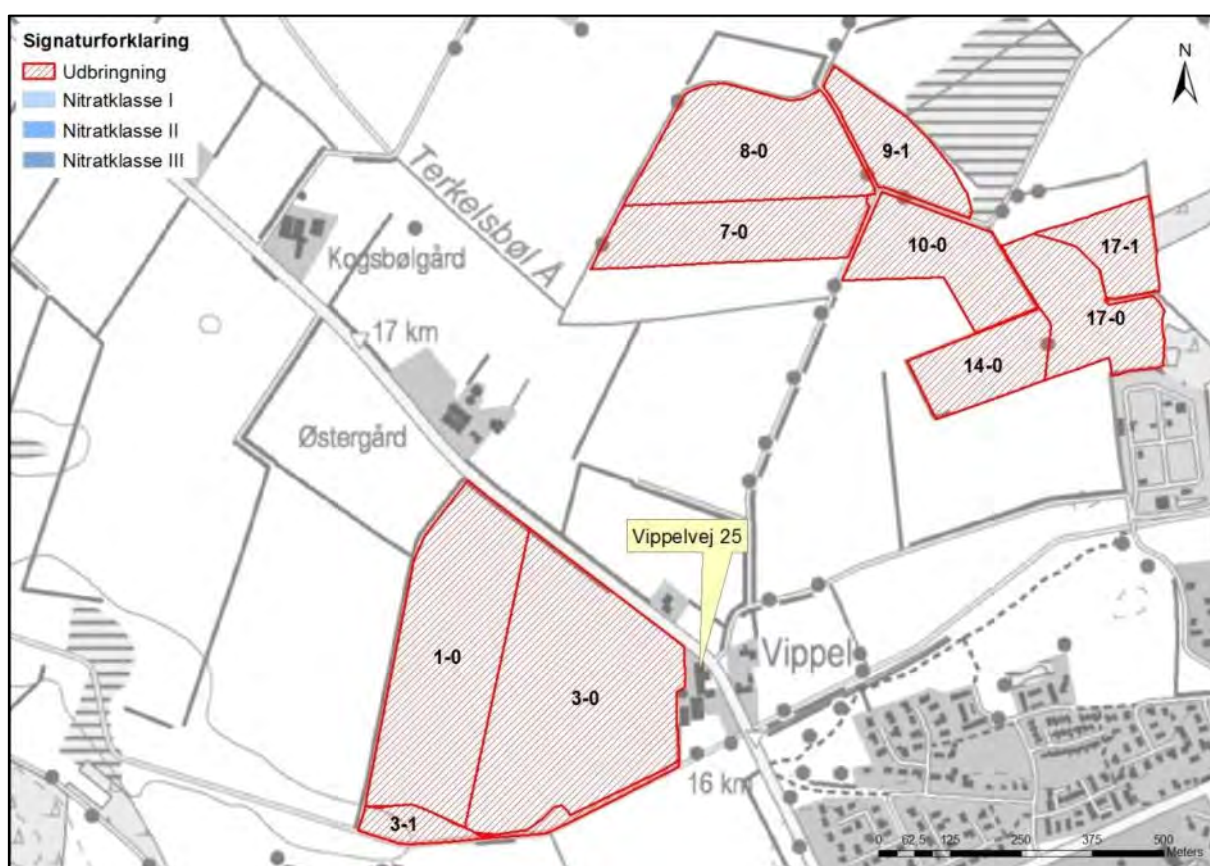 Signaturforklaring
Udbringning
Nitratklasse I
Nitratklasse II
Nitratklasse III
N
8-0
9-1
7-0
10-0
17-1
17-0
14-0
Terkelsbøl Å
Kogsbølgård
17 km
Østergård
Vippelvej 25
1-0
3-0
Vippel
16 km
3-1
0 62,5 125 250 375 500
Meters